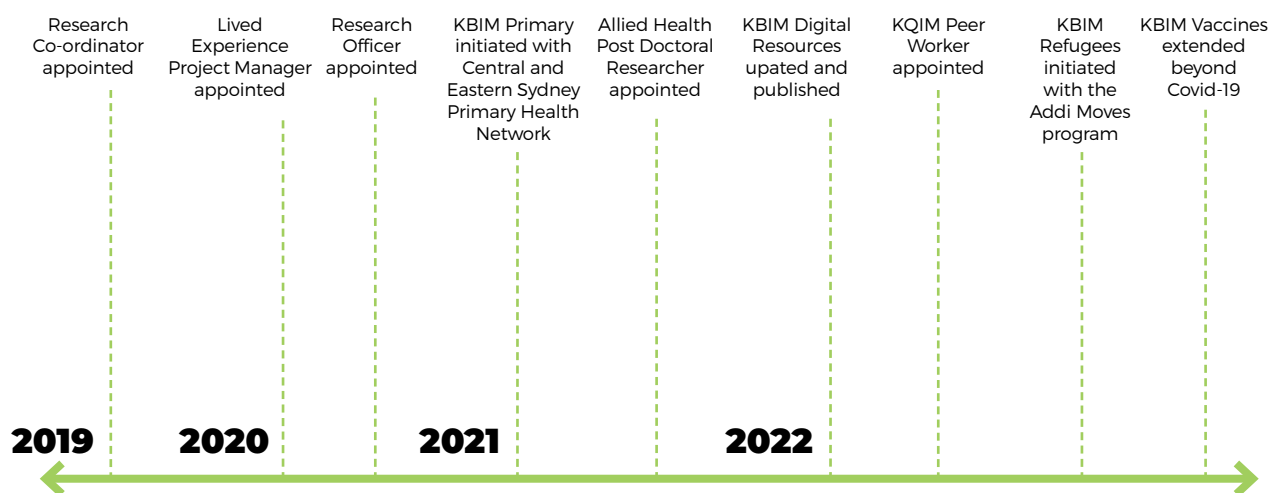 Research
Co-ordinator
appointed
Lived
Experience
Project Manager
appointed
Research
Officer
appointed
KBIM Primary
initiated with
Central and
Eastern Sydney
Primary Health
Network
Allied Health
Post Doctoral
Researcher
appointed
KBIM Digital
Resources
upated and
published
KQIM Peer
Worker
appointed
KBIM
Refugees
initiated
with the
Addi Moves
program
KBIM Vaccines
extended
beyond
Covid-19
2019
2020
2021
2022